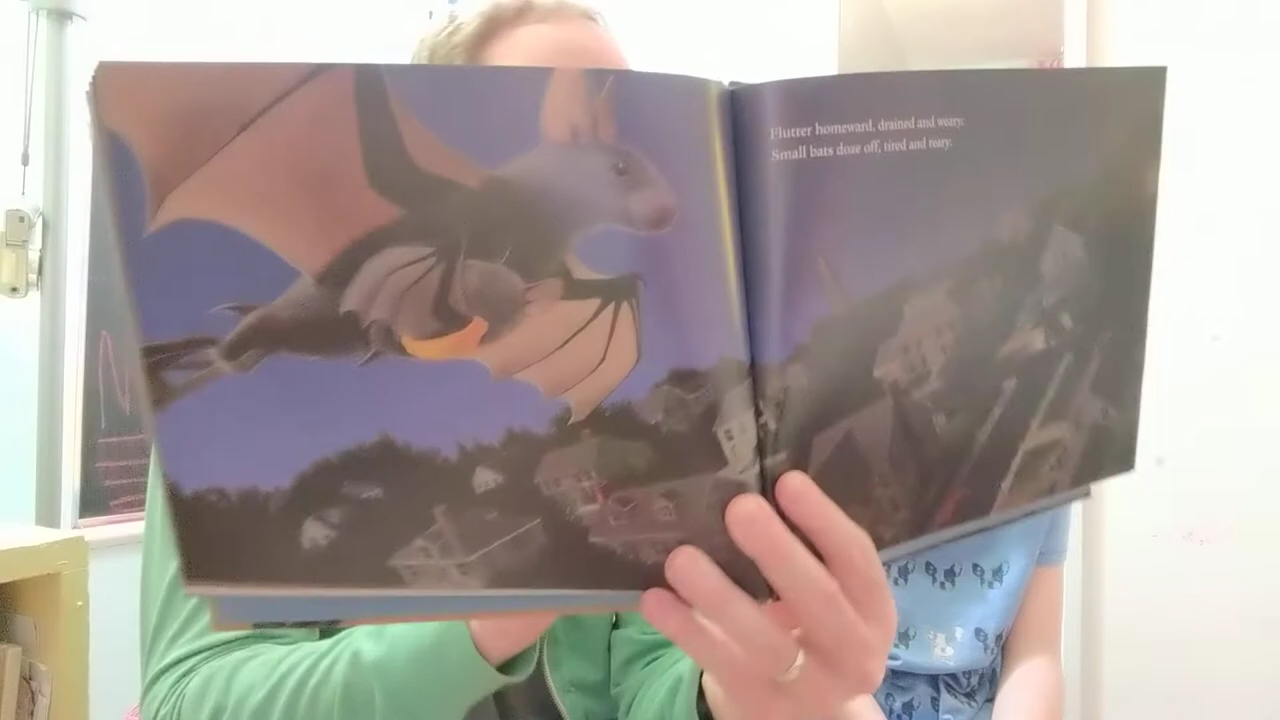 Flutter homeward, drained and weary.
Small bats doze off, tired and teary.